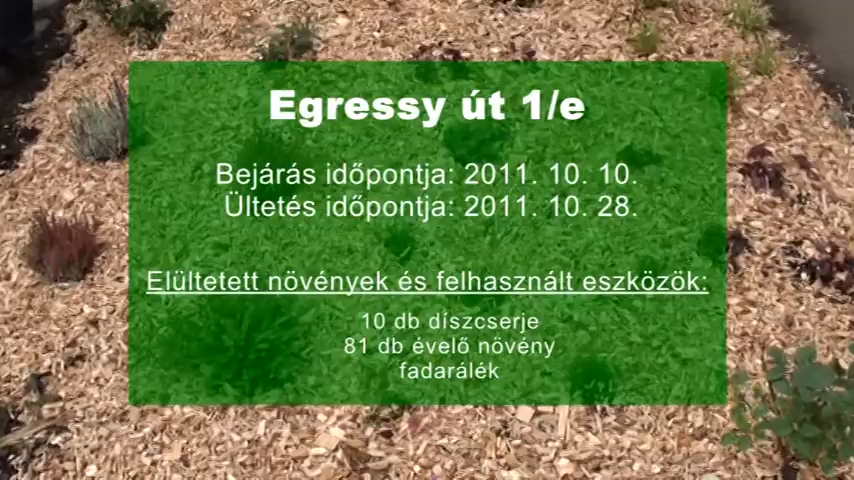 Egressy út 1/e
Bejárás időpontja: 2011. 10. 10.
Ültetés időpontja: 2011. 10. 28.
Elültetett növények és felhasznált eszközök:
10 db díszcserje
81 db évelő növény
fadarálék